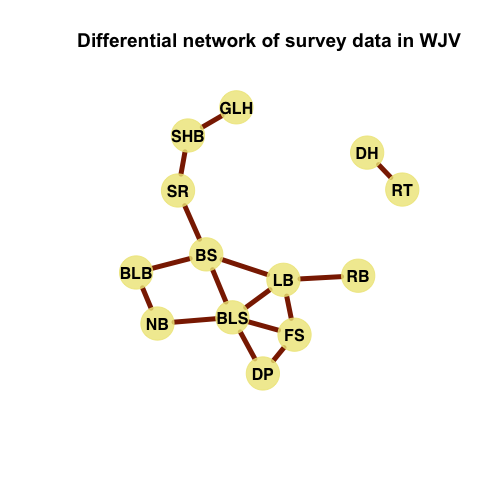 Differential network of survey data in WJV
GLH
SHB
DH
SR
RT
BS
BLB
LB
RB
NB
BLS
FS
DP